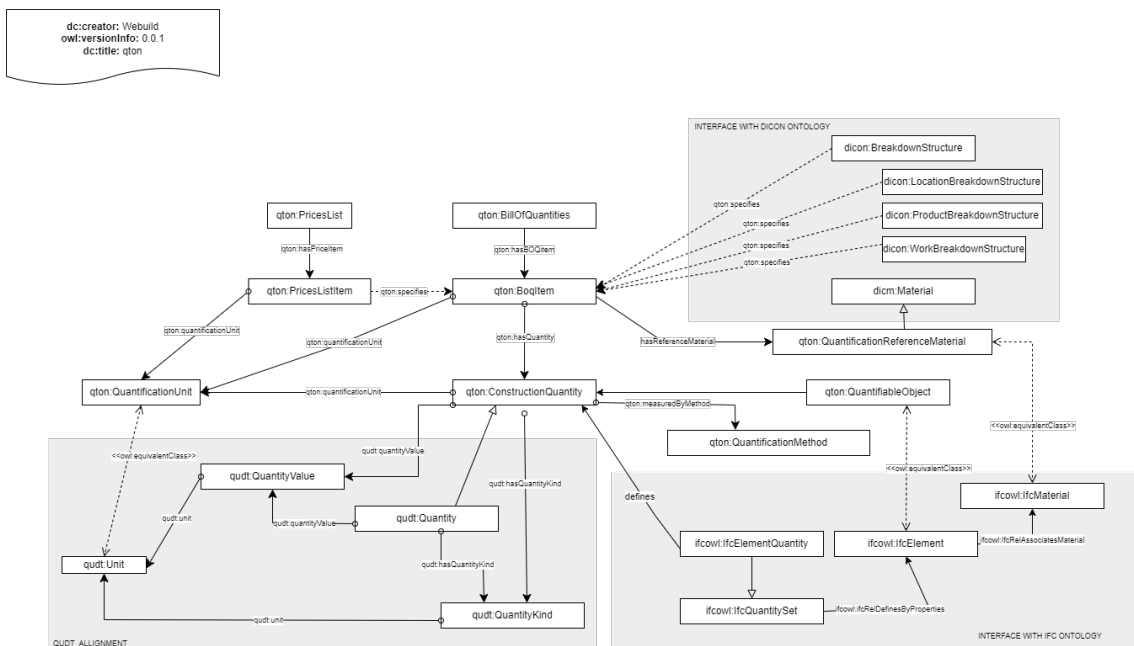 dc:creator: Webuild
owl:versionInfo: 0.0.1
dc:title: qton
INTERFACE WITH DICON ONTOLOGY
dicon:BreakdownStructure
dicon:LocationBreakdownStructure
qton:specifies
qton:PricesList
qton:BillOfQuantities
dicon:ProductBreakdownStructure
qton:specifies
qton:hasPriceItem
qton:hasBOQitem
qton:specifies
dicon:WorkBreakdownStructure
qton:specifies
qton:PricesListItem
qton:specifies
qton:BoqItem
dicm:Material
qton:quantificationUnit
qton:quantificationUnit
qton:hasQuantity
hasReferenceMaterial
qton:QuantificationReferenceMaterial
qton:QuantificationUnit
qton:quantificationUnit
qton:ConstructionQuantity
qton:QuantifiableObject
qton:measuredByMethod
<<owl:equivalentClass>>
qton:QuantificationMethod
qudt:quantityValue
<<owl:equivalentClass>>
<<owl:equivalentClass>>
qudt:QuantityValue
qudt:hasQuantityKind
defines
ifcowl:IfcMaterial
qudt:unit
qudt:quantityValue
qudt:Quantity
ifcowl:IfcElementQuantity
ifcowl:IfcElement
ifcowl:IfcRelAssociatesMaterial
qudt:Unit
qudt:hasQuantityKind
ifcowl:IfcQuantitySet
ifcowl:ifcRelDefinesByProperties
qudt:unit
qudt:QuantityKind
QUDT ALLIGNMENT
INTERFACE WITH IFC ONTOLOGY